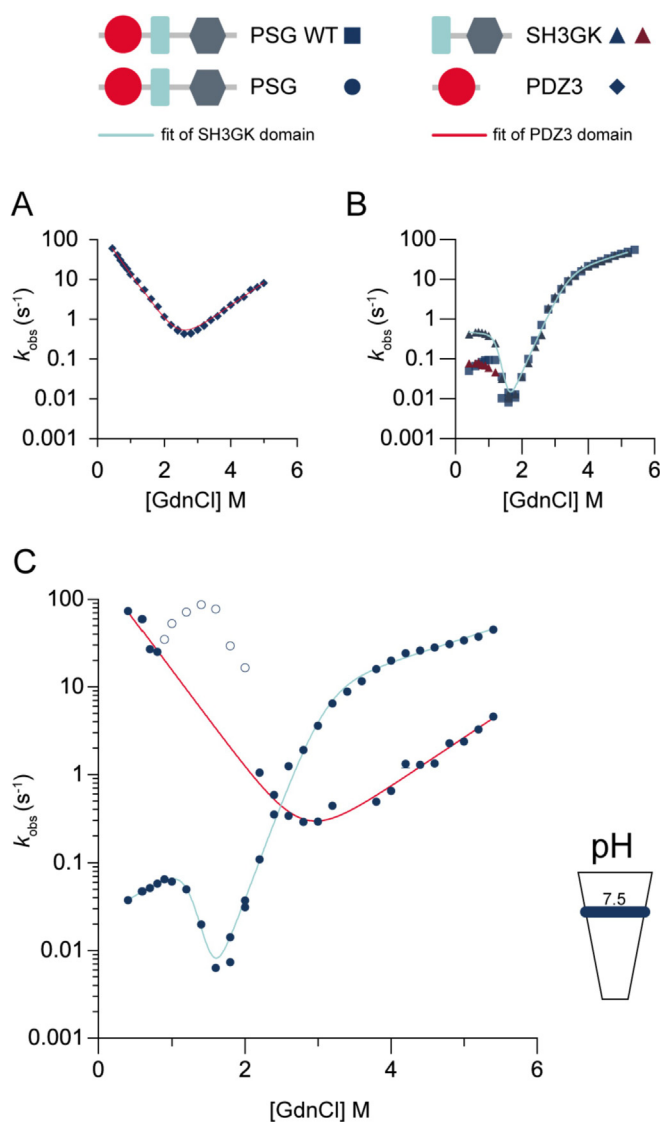 PSG WT
SH3GK
PSG
PDZ3
fit of SH3GK domain
fit of PDZ3 domain
A
100
10
1
0.1
0.01
0.001
k_obs (s⁻¹)
0 2 4 6
[GdnCl] M
B
100
10
1
0.1
0.01
0.001
k_obs (s⁻¹)
0 2 4 6
[GdnCl] M
C
100
10
1
0.1
0.01
0.001
k_obs (s⁻¹)
0 2 4 6
[GdnCl] M
pH
7.5